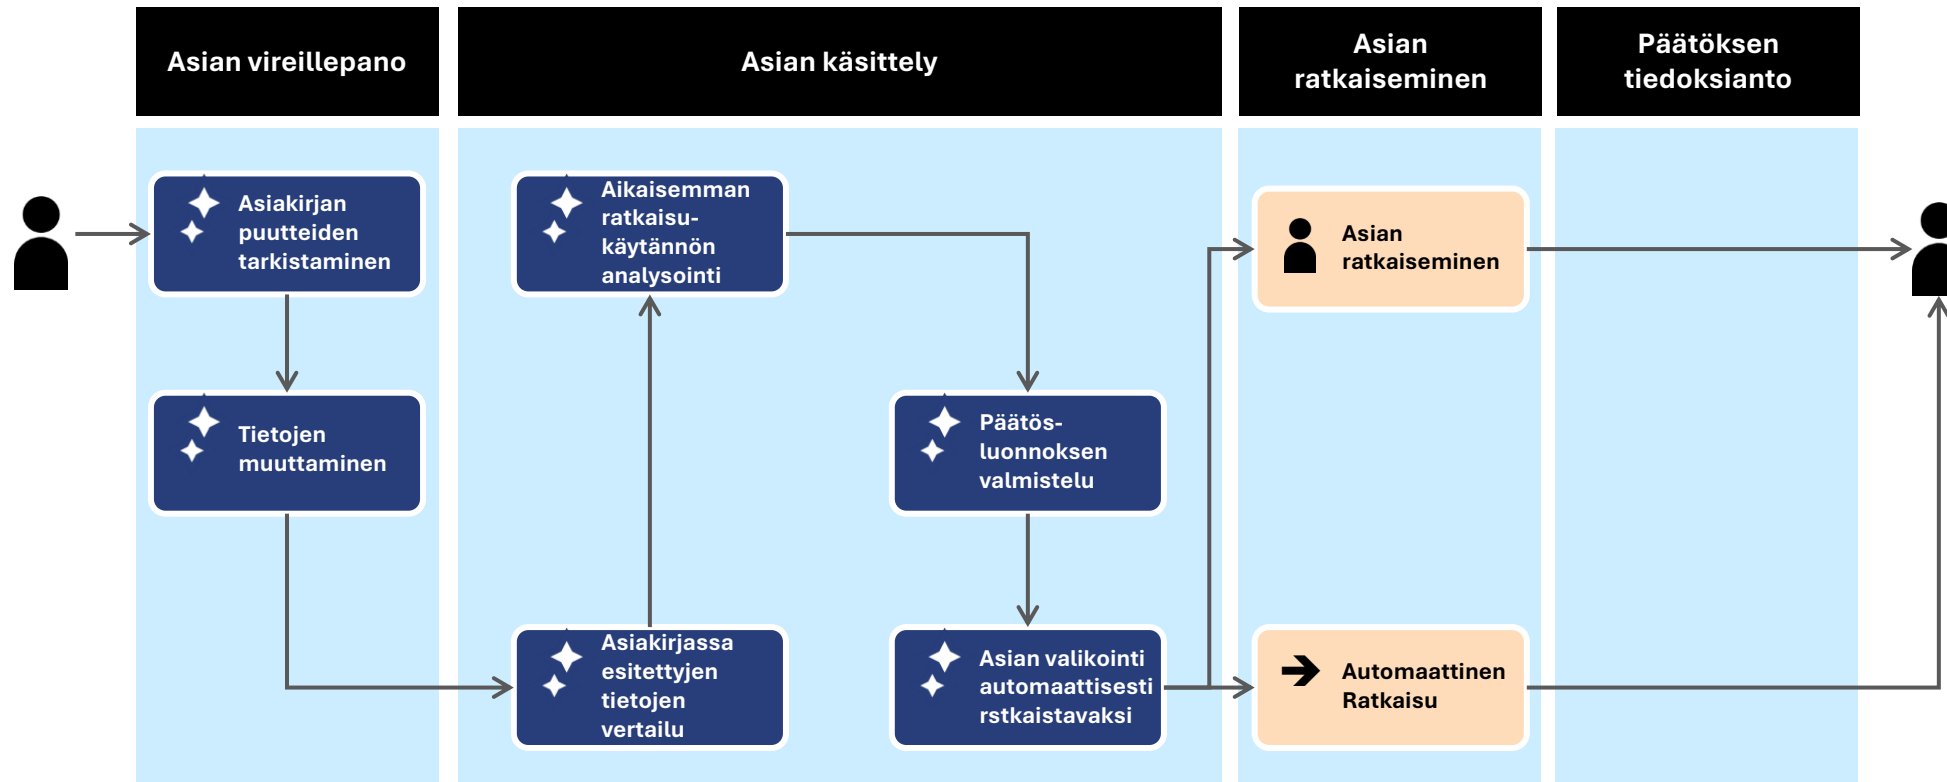 Asian vireillepano
Asian käsittely
Asian
ratkaiseminen
Päätöksen
tiedoksianto
Asiakirjan
puutteiden
tarkistaminen
Tietojen
muuttaminen
Aikaisemman
ratkaisu-
käytännön
analysointi
Asiakirjassa
esitettyjen
tietojen
vertailu
Päätös-
luonnoksen
valmistelu
Asian valikointi
automaattisesti
rstkaistavaksi
Asian
ratkaiseminen
Automaattinen
Ratkaisu